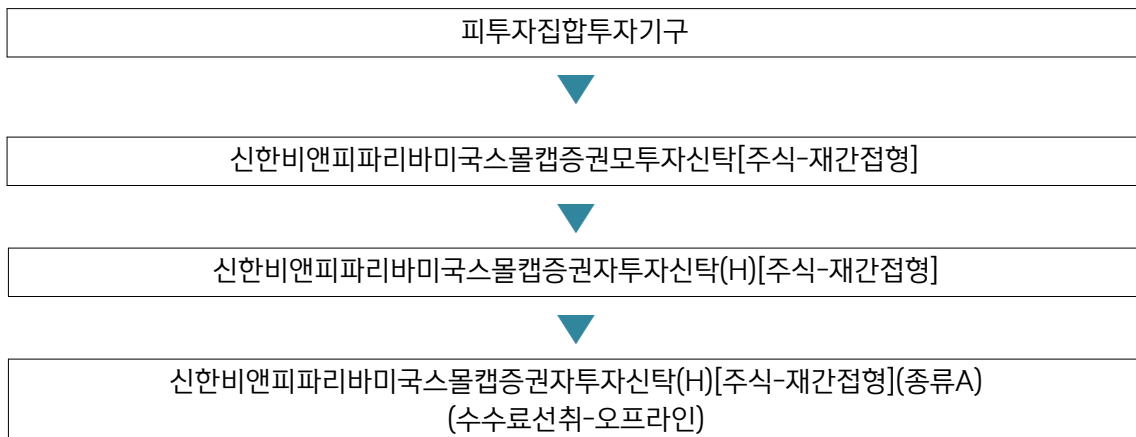 피투자집합투자기구
신한비앤피파리바미국스몰캡증권모투자신탁[주식-재간접형]
신한비앤피파리바미국스몰캡증권자투자신탁(H)[주식-재간접형]
신한비앤피파리바미국스몰캡증권자투자신탁(H)[주식-재간접형](종류A)
(수수료선취-오프라인)